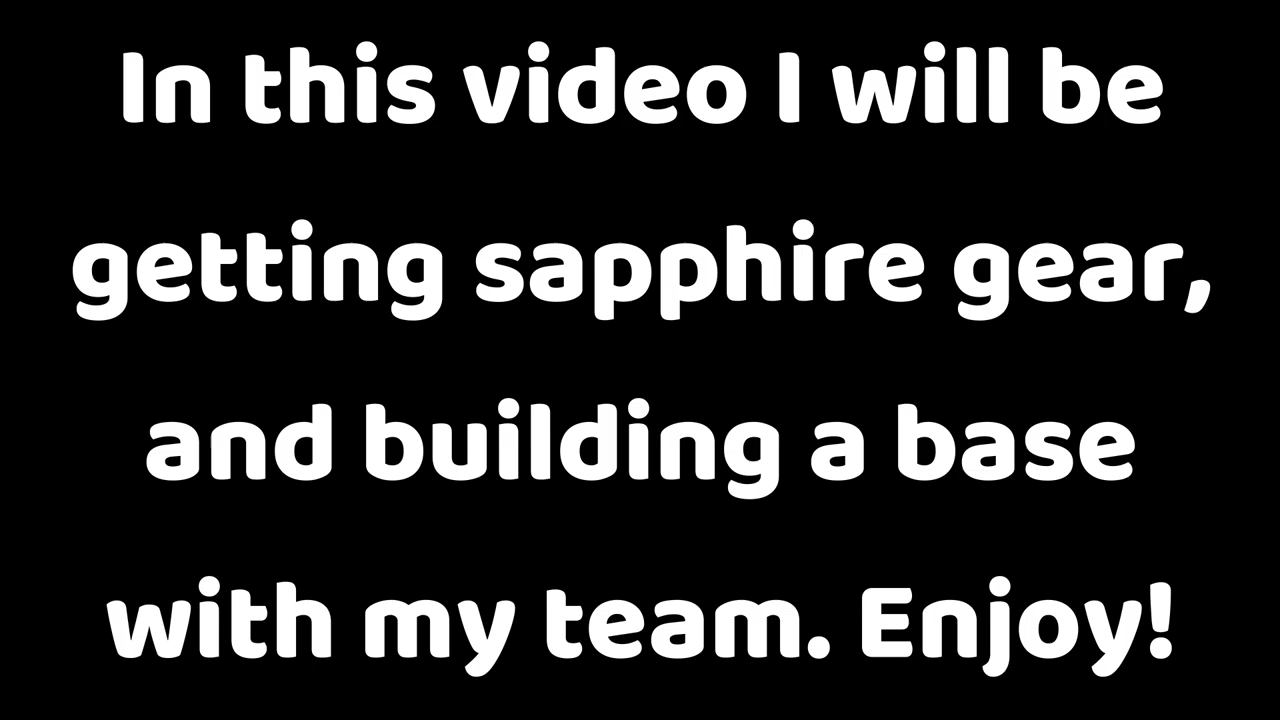 In this video I will be
getting sapphire gear,
and building a base
with my team. Enjoy!